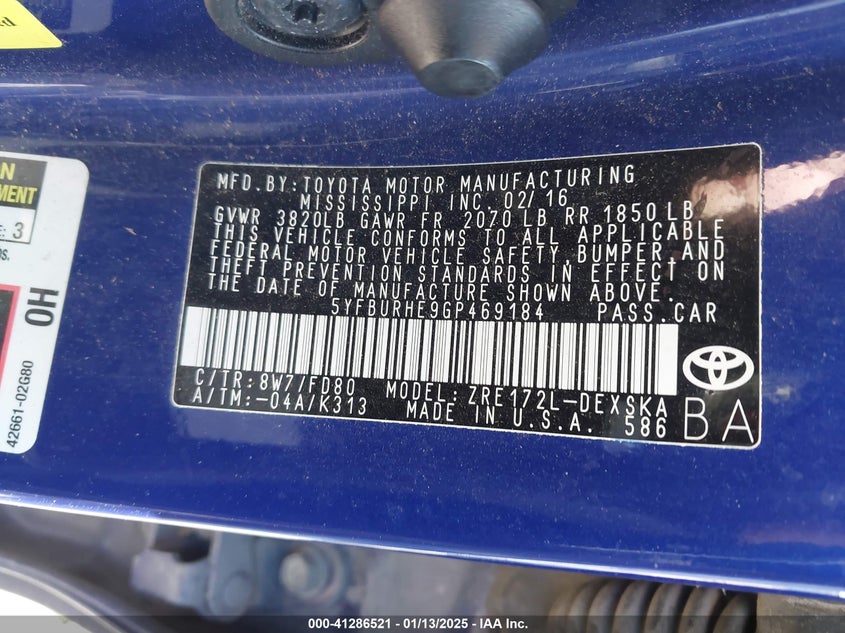 MFD.BY:TOYOTA MOTOR MANUFACTURING
MISSISSIPPI INC. 02/16
GVWR 3820LB GAWR FR 2070 LB RR 1850 LB
THIS VEHICLE CONFORMS TO ALL APPLICABLE
FEDERAL MOTOR VEHICLE SAFETY,BUMPER,AND
THEFT PREVENTION STANDARDS IN EFFECT ON
THE DATE OF MANUFACTURE SHOWN ABOVE.
5YFBURHE9GP469184 PASS.CAR
C/TR:8W7/FD80 MODEL:ZRE172L-DEXSKA
A/TM:-04A/K313 MADE IN U.S.A. 586
BA
3
OH
42661-02G80
000-41286521 - 01/13/2025 - IAA Inc.